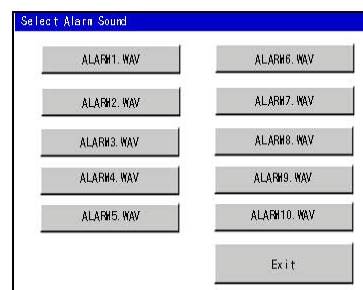 Select Alarm Sound
ALARM1.WAV
ALARM6.WAV
ALARM2.WAV
ALARM7.WAV
ALARM3.WAV
ALARM8.WAV
ALARM4.WAV
ALARM9.WAV
ALARM5.WAV
ALARM10.WAV
Exit